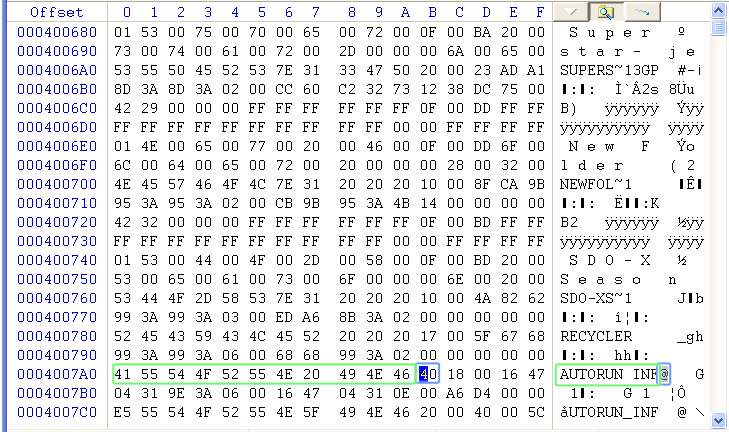 Offset 0 1 2 3 4 5 6 7 8 9 A B C D E F
000400680 01 53 00 75 00 70 00 65 00 72 00 0F 00 BA 20 00 S u p e r º
000400690 73 00 74 00 61 00 72 00 2D 00 00 00 6A 00 65 00 s t a r - j e
0004006A0 53 55 50 45 52 53 7E 31 33 47 50 20 00 23 AD A1 SUPERS~13GP #-¡
0004006B0 8D 3A 8D 3A 02 00 CC 60 C2 32 73 12 38 DC 75 00 ▮:▮: Ì`Â2s 8Üu
0004006C0 42 29 00 00 00 FF FF FF FF FF FF 0F 00 DD FF FF B) ÿÿÿÿÿÿ Ýÿÿ
0004006D0 FF FF FF FF FF FF FF FF FF FF 00 00 FF FF FF FF ÿÿÿÿÿÿÿÿÿÿ ÿÿÿÿ
0004006E0 01 4E 00 65 00 77 00 20 00 46 00 0F 00 DD 6F 00 N e w F Ýo
0004006F0 6C 00 64 00 65 00 72 00 20 00 00 00 28 00 32 00 l d e r ( 2
000400700 4E 45 57 46 4F 4C 7E 31 20 20 20 10 00 8F CA 9B NEWFOL~1 ▮Ê▮
000400710 95 3A 95 3A 02 00 CB 9B 95 3A 4B 14 00 00 00 00 ▮:▮: Ë▮▮:K
000400720 42 32 00 00 00 FF FF FF FF FF FF 0F 00 BD FF FF B2 ÿÿÿÿÿÿ ½ÿÿ
000400730 FF FF FF FF FF FF FF FF FF FF 00 00 FF FF FF FF ÿÿÿÿÿÿÿÿÿÿ ÿÿÿÿ
000400740 01 53 00 44 00 4F 00 2D 00 58 00 0F 00 BD 20 00 S D O - X ½
000400750 53 00 65 00 61 00 73 00 6F 00 00 00 6E 00 20 00 S e a s o n
000400760 53 44 4F 2D 58 53 7E 31 20 20 20 10 00 4A 82 62 SDO-XS~1 J▮b
000400770 99 3A 99 3A 03 00 ED A6 8B 3A 02 00 00 00 00 00 ▮:▮: í¦▮:
000400780 52 45 43 59 43 4C 45 52 20 20 20 17 00 5F 67 68 RECYCLER _gh
000400790 99 3A 99 3A 06 00 68 68 99 3A 02 00 00 00 00 00 ▮:▮: hh▮:
0004007A0 41 55 54 4F 52 55 4E 20 49 4E 46 40 18 00 16 47 AUTORUN INF@ G
0004007B0 04 31 9E 3A 06 00 16 47 04 31 0E 00 A6 D4 00 00 1▮: G 1 ¦Ô
0004007C0 E5 55 54 4F 52 55 4E 5F 49 4E 46 20 00 40 00 5C åUTORUN_INF @ \